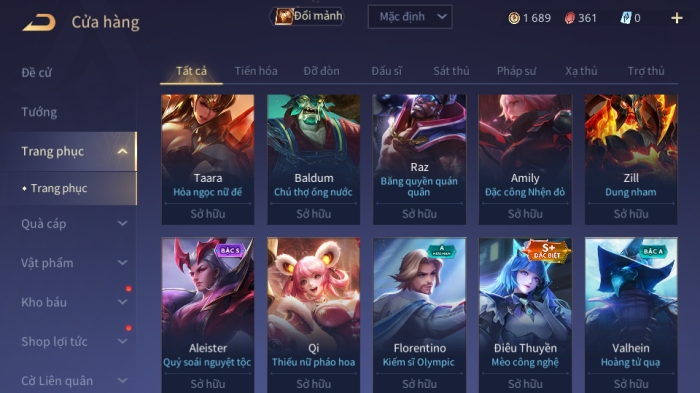 Cửa hàng
Đổi mảnh
Mặc định
1 689
361
0
Đề cử
Tướng
Trang phục
Trang phục
Quà cáp
Vật phẩm
Kho báu
Shop lợi tức
Cờ Liên quân
Tất cả
Tiến hóa
Đỡ đòn
Đấu sĩ
Sát thủ
Pháp sư
Xạ thủ
Trợ thủ
Taara
Hỏa ngọc nữ đế
Sở hữu
Baldum
Chú thợ ống nước
Sở hữu
Raz
Băng quyền quán
quân
Sở hữu
Amily
Đặc công Nhện đỏ
Sở hữu
Zill
Dung nham
Sở hữu
BẬC S
Aleister
Quỷ soái nguyệt tộc
Sở hữu
Qi
Thiếu nữ pháo hoa
Sở hữu
A
Florentino
Kiếm sĩ Olympic
Sở hữu
S+
ĐẶC BIỆT
Điêu Thuyền
Mèo công nghệ
Sở hữu
BẬC A
Valhein
Hoàng tử quạ
Sở hữu